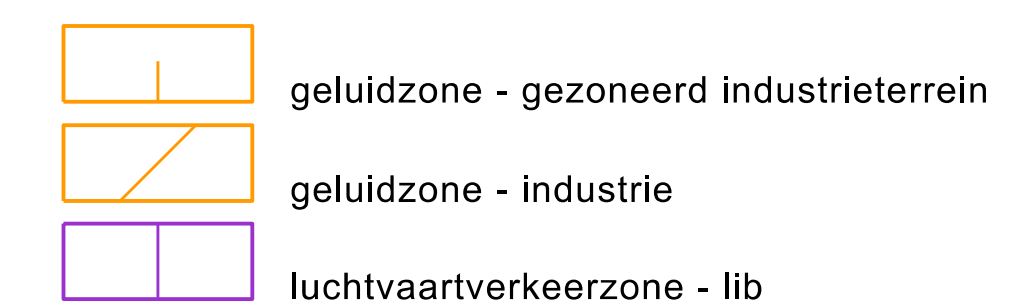 geluidzone - gezoneerd industrieterrein
geluidzone - industrie
luchtvaartverkeerzone - lib